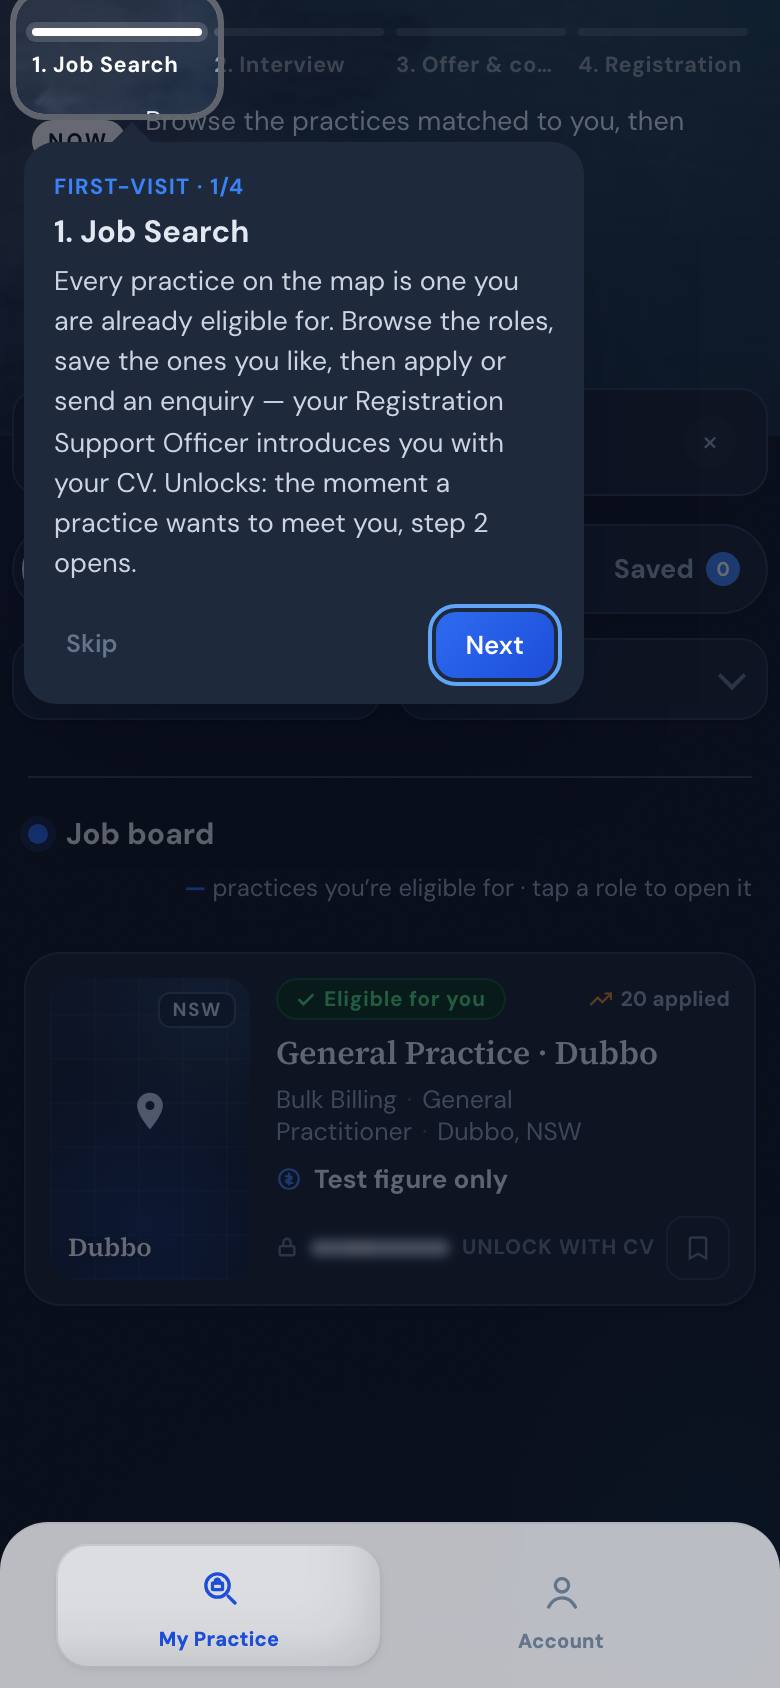 1. Job Search
2. Interview
3. Offer & co...
4. Registration
NOW
Browse the practices matched to you, then
FIRST-VISIT · 1/4
1. Job Search
Every practice on the map is one you
are already eligible for. Browse the roles,
save the ones you like, then apply or
send an enquiry — your Registration
Support Officer introduces you with
your CV. Unlocks: the moment a
practice wants to meet you, step 2
opens.
Skip
Next
Saved 0
Job board
— practices you’re eligible for · tap a role to open it
NSW
Dubbo
Eligible for you
20 applied
General Practice · Dubbo
Bulk Billing · General
Practitioner · Dubbo, NSW
Test figure only
UNLOCK WITH CV
My Practice
Account